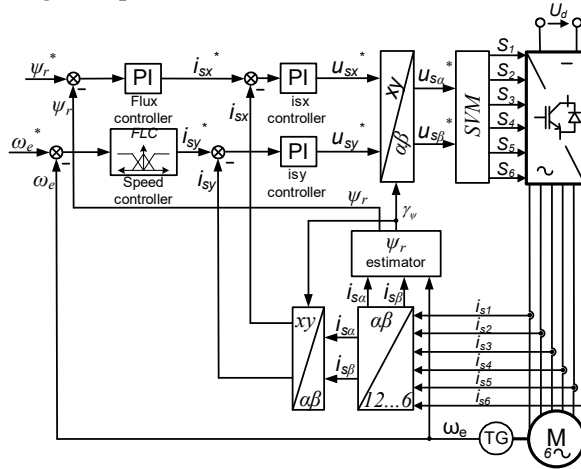 U_d
ψ_r*
PI
i_sx*
PI
u_sx*
xy
αβ
u_sα*
SVM
S_1
S_2
S_3
S_4
S_5
S_6
ψ_r
Flux controller
i_sx
isx controller
ω_e*
FLC
i_sy*
PI
u_sy*
u_sβ*
ω_e
Speed controller
i_sy
isy controller
ψ_r
γ_ψ
ψ_r
estimator
i_sα
i_sβ
xy
αβ
i_sα
i_sβ
αβ
12...6
i_s1
i_s2
i_s3
i_s4
i_s5
i_s6
ω_e
TG
M
6~